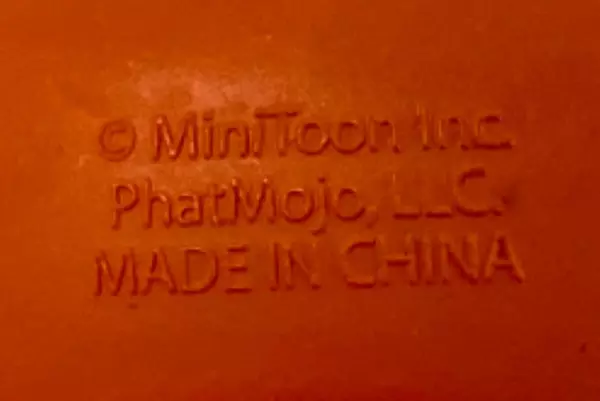 © MiniToon Inc.
PhatMojo, LLC.
MADE IN CHINA